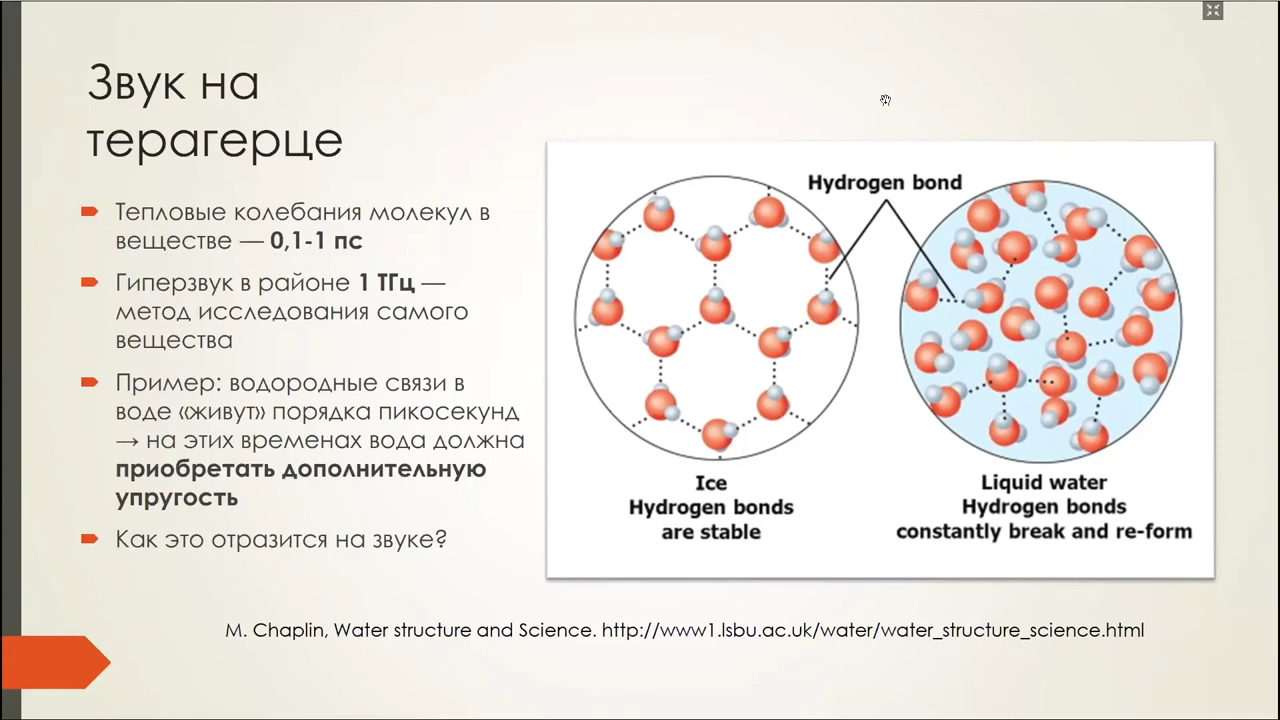 Звук на
терагерце
Тепловые колебания молекул в
веществе — 0,1-1 пс
Гиперзвук в районе 1 ТГц —
метод исследования самого
вещества
Пример: водородные связи в
воде «живут» порядка пикосекунд
→ на этих временах вода должна
приобретать дополнительную
упругость
Как это отразится на звуке?
Hydrogen bond
Ice
Hydrogen bonds
are stable
Liquid water
Hydrogen bonds
constantly break and re-form
M. Chaplin, Water structure and Science. http://www1.lsbu.ac.uk/water/water_structure_science.html